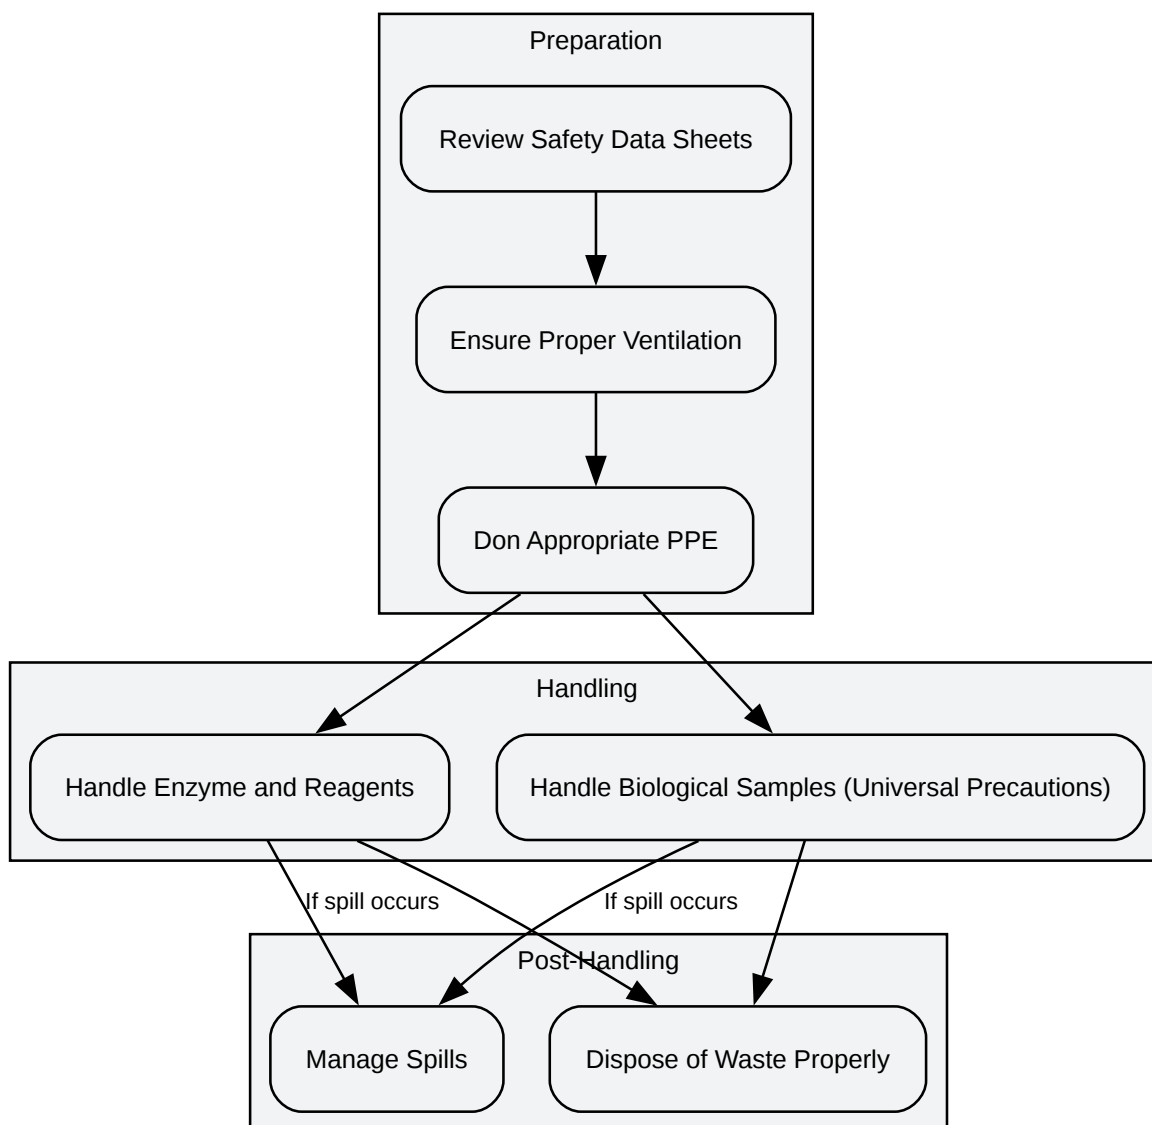 Preparation
Review Safety Data Sheets
Ensure Proper Ventilation
Don Appropriate PPE
Handling
Handle Enzyme and Reagents
Handle Biological Samples (Universal Precautions)
If spill occurs
If spill occurs
Post-Handling
Manage Spills
Dispose of Waste Properly